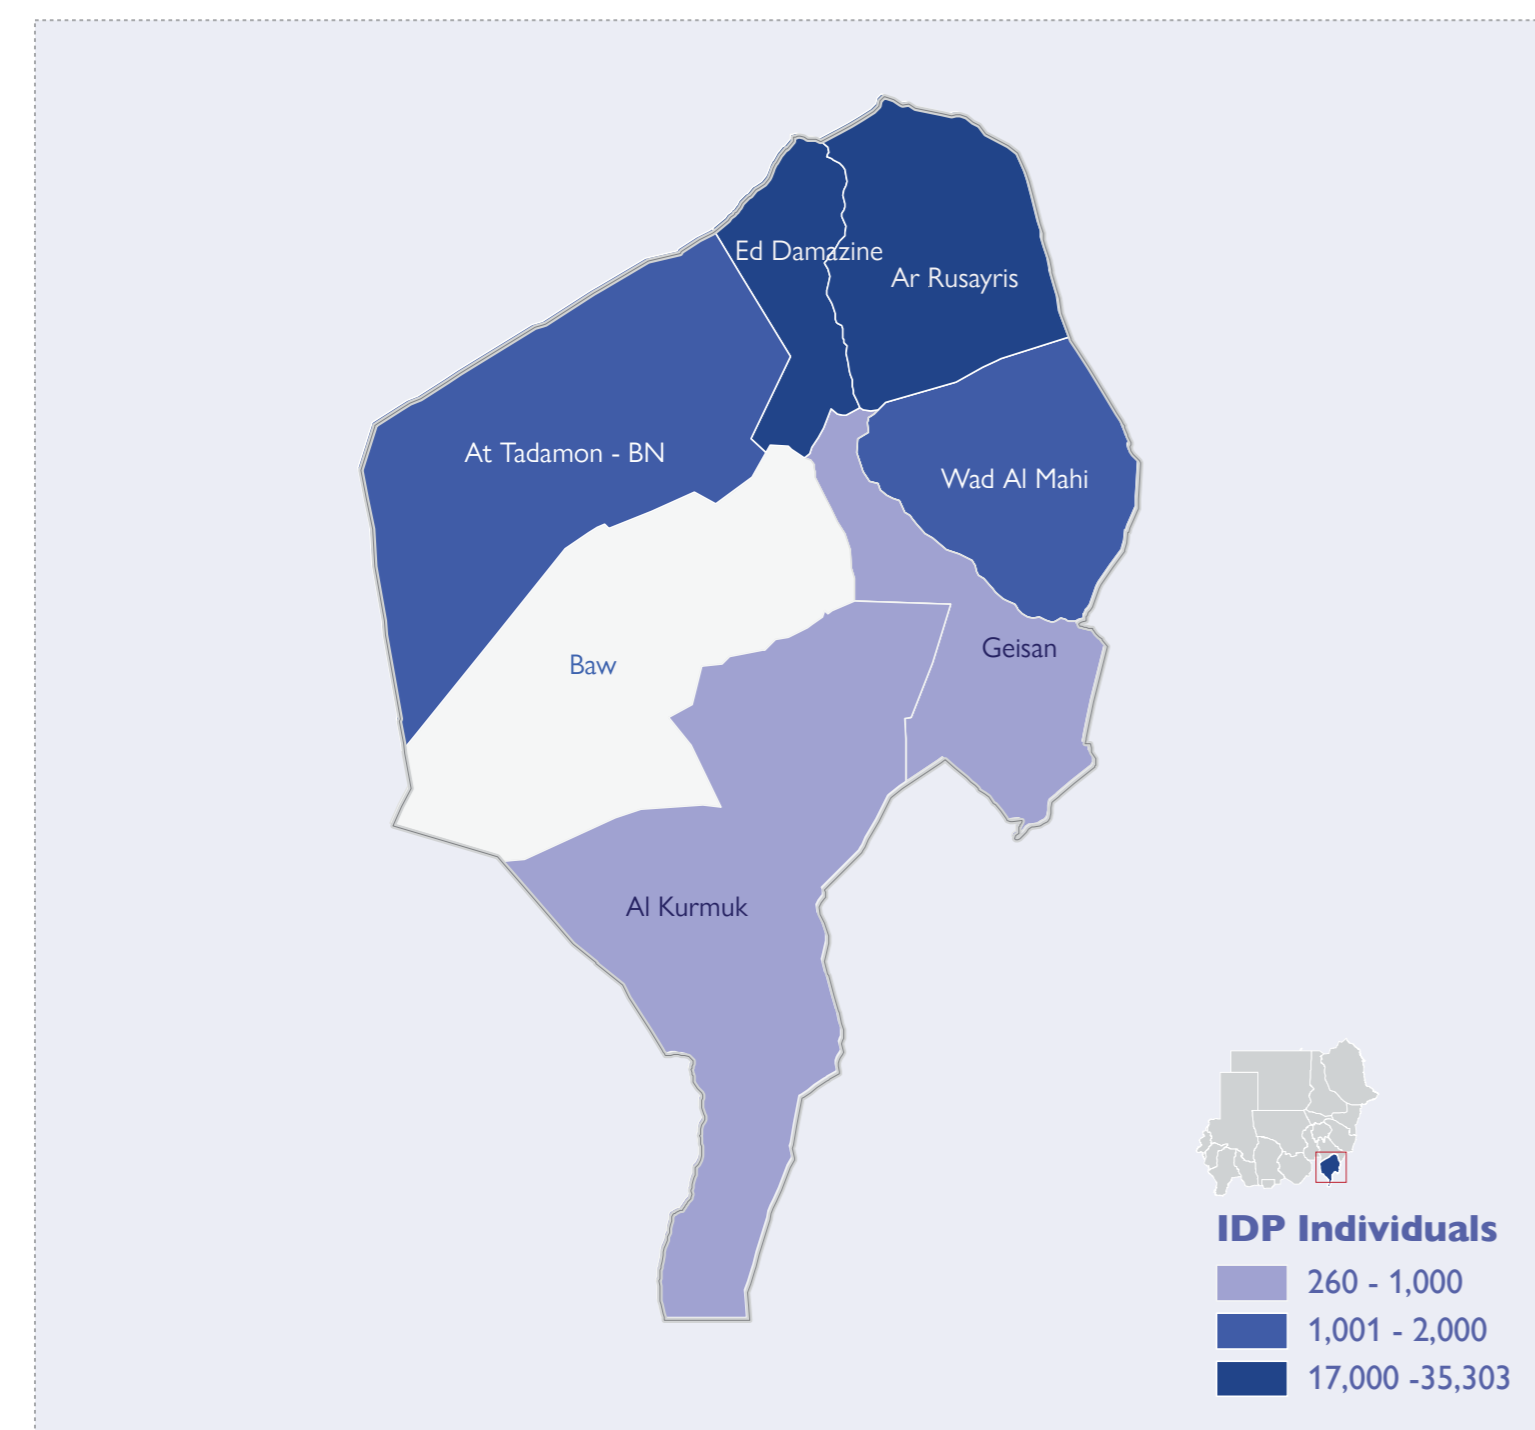 Ed Damazine
Ar Rusayris
At Tadamon - BN
Wad Al Mahi
Geisan
Baw
Al Kurmuk
IDP Individuals
260 - 1,000
1,001 - 2,000
17,000 -35,303